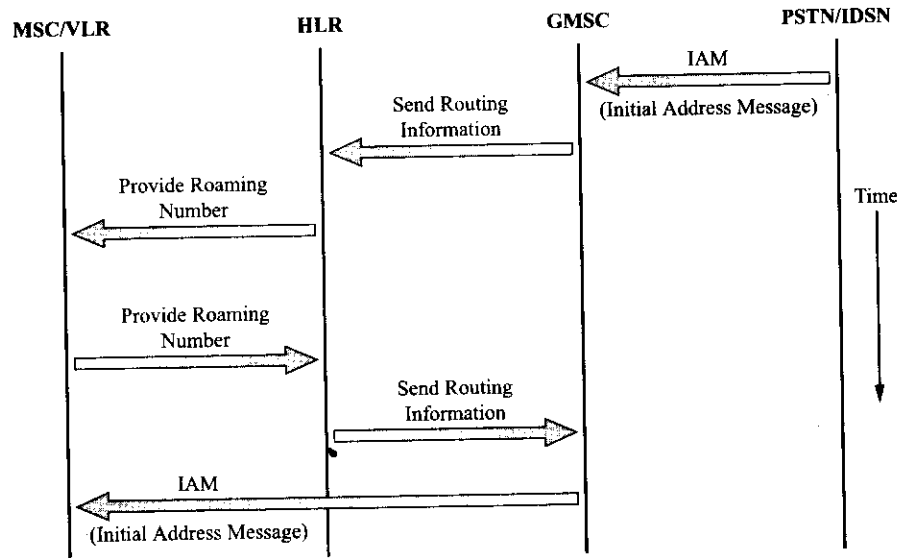 MSC/VLR HLR GMSC PSTN/IDSN
IAM
(Initial Address Message)
Send Routing
Information
Provide Roaming
Number
Time
Provide Roaming
Number
Send Routing
Information
IAM
(Initial Address Message)